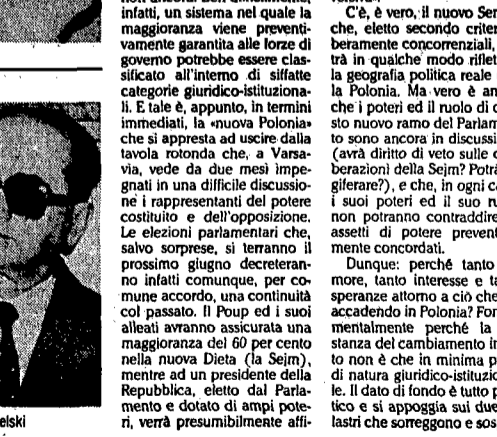 infatti, un sistema nel quale la
maggioranza viene preventi-
vamente garantita alle forze di
governo potrebbe essere clas-
sificato all'interno di siffatte
categorie giuridico-istituziona-
li. E tale è, appunto, in termini
immediati, la «nuova Polonia»
che si appresta ad uscire dalla
tavola rotonda che, a Varsa-
via, vede da due mesi impe-
gnati in una difficile discussio-
ne i rappresentanti del potere
costituito e dell'opposizione.
Le elezioni parlamentari che,
salvo sorprese, si terranno il
prossimo giugno decreteran-
no infatti comunque, per co-
mune accordo, una continuità
col passato. Il Poup ed i suoi
alleati avranno assicurata una
maggioranza del 60 per cento
nella nuova Dieta (la Sejm),
mentre ad un presidente della
Repubblica, eletto dal Parla-
mento e dotato di ampi pote-
ri, verrà presumibilmente affi-
C'è, è vero, il nuovo Ser
che, eletto secondo criter
beramente concorrenziali,
trà in qualche modo riflet
la geografia politica reale
la Polonia. Ma vero è an
che i poteri ed il ruolo di c
sto nuovo ramo del Parlam
to sono ancora in discussi
(avrà diritto di veto sulle c
berazioni della Sejm? Potrà
giferare?), e che, in ogni ca
i suoi poteri ed il suo ru
non potranno contraddire
assetti di potere prevent
mente concordati.
Dunque: perché tanto
more, tanto interesse e ta
speranze attorno a ciò che
accadendo in Polonia? For
mentalmente perché la
stanza del cambiamento in
to non è che in minima p
di natura giuridico-istituzio
le. Il dato di fondo è tutto p
tico e si appoggia sui due
lastri che sorreggono e sos
elski